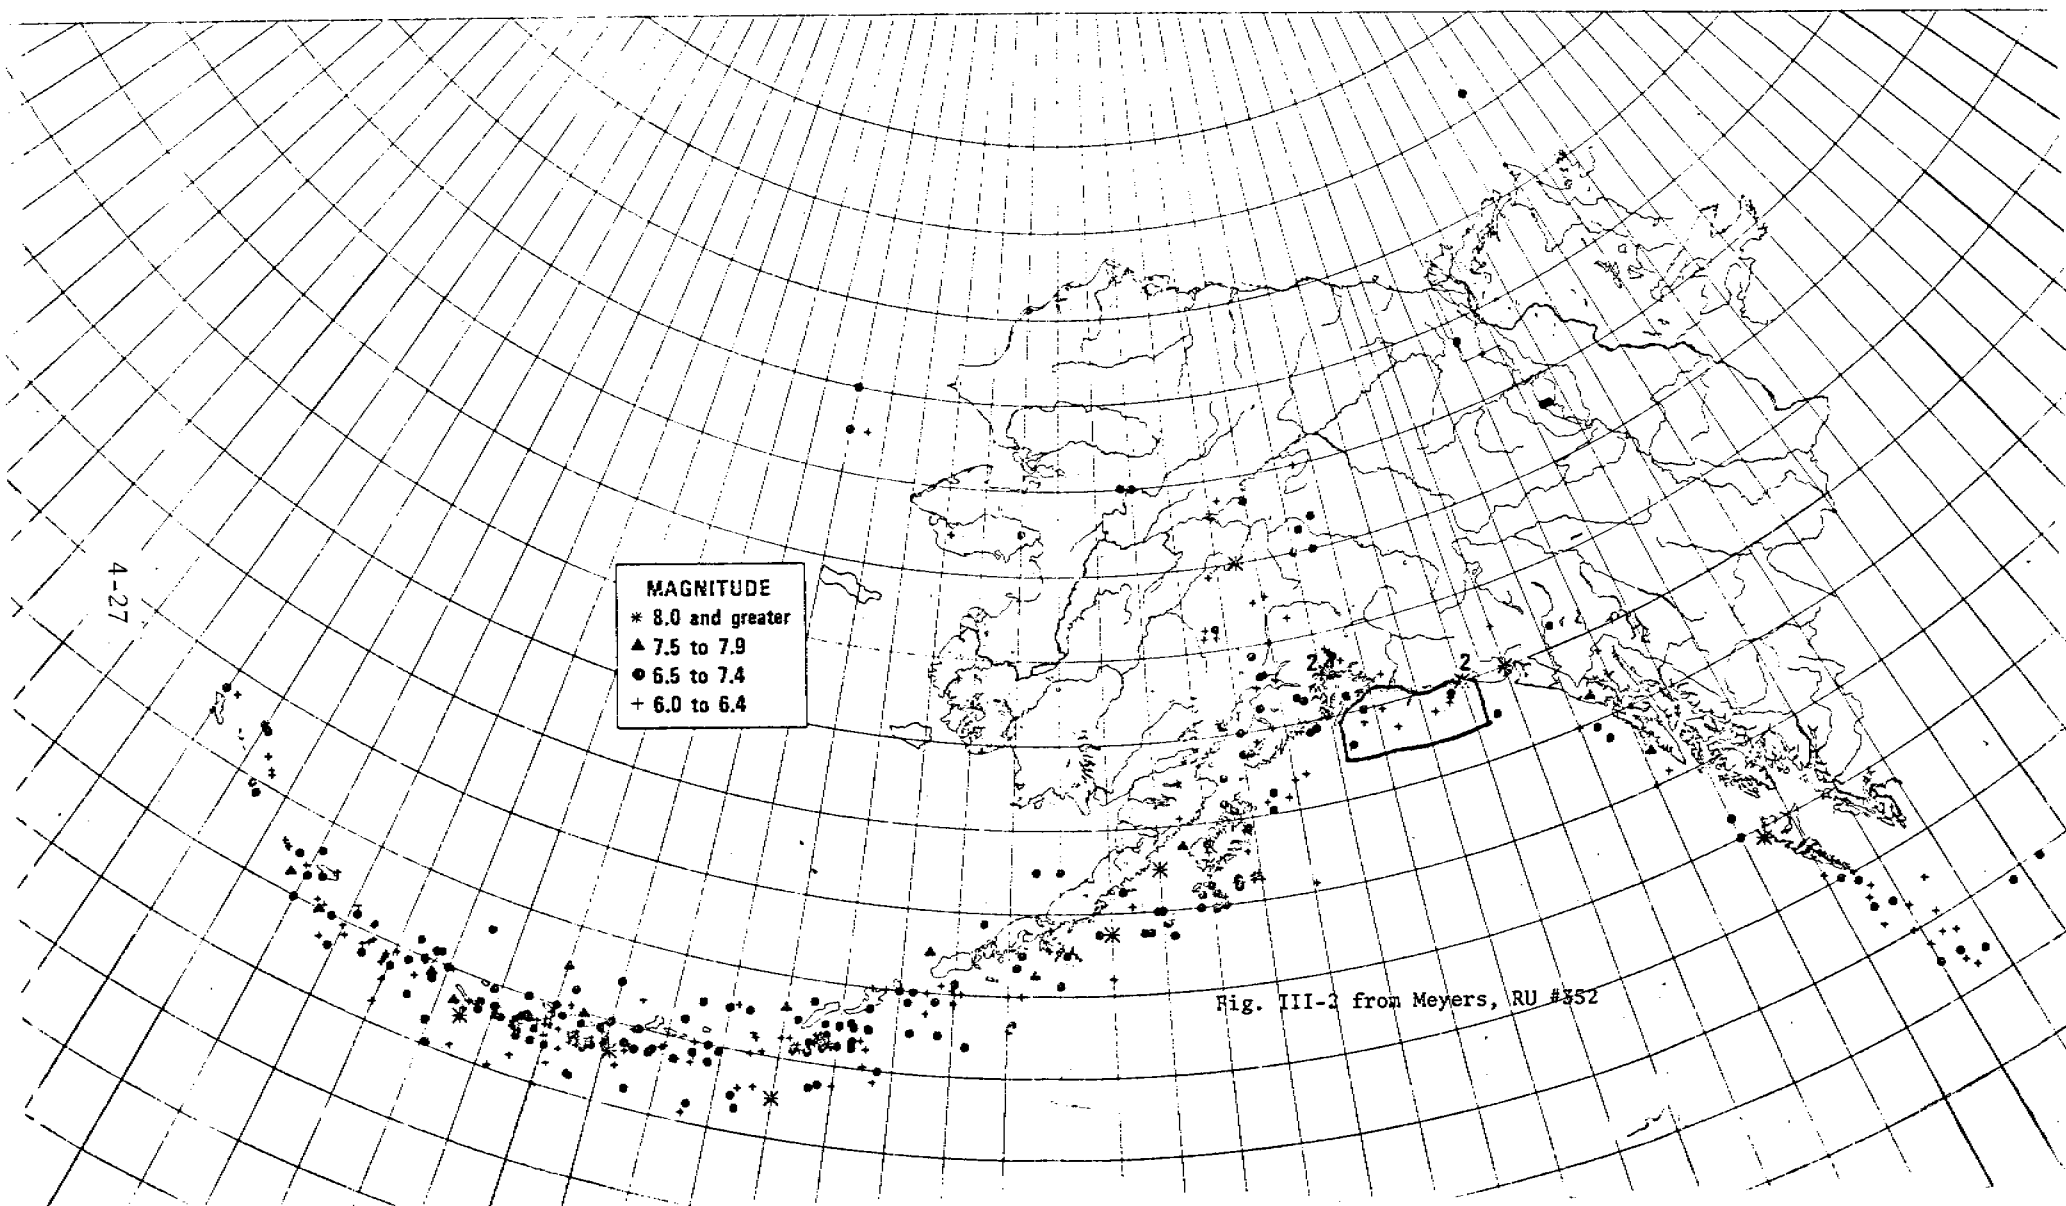 4-27
MAGNITUDE
* 8.0 and greater
▲ 7.5 to 7.9
● 6.5 to 7.4
+ 6.0 to 6.4
2
2
6
Fig. III-2 from Meyers, RU #352